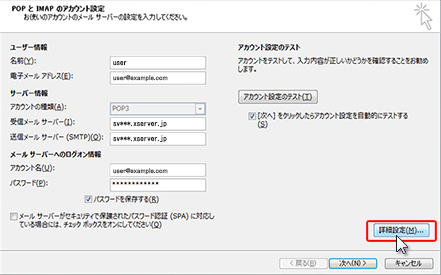 POP と IMAP のアカウント設定
お使いのアカウントのメール サーバーの設定を入力してください。
ユーザー情報
名前(Y):
user
電子メール アドレス(E):
user@example.com
サーバー情報
アカウントの種類(A):
POP3
受信メール サーバー(I):
sv***.xserver.jp
送信メール サーバー (SMTP)(O):
sv***.xserver.jp
メール サーバーへのログオン情報
アカウント名(U):
user@example.com
パスワード(P):
************
パスワードを保存する(R)
メール サーバーがセキュリティで保護されたパスワード認証 (SPA) に対応
している場合には、チェック ボックスをオンにしてください(Q)
アカウント設定のテスト
アカウントをテストして、入力内容が正しいかどうかを確認することをお勧
めします。
アカウント設定のテスト(T)
[次へ] をクリックしたらアカウント設定を自動的にテストする
(S)
詳細設定(M)...
< 戻る(B)
次へ(N) >
キャンセル